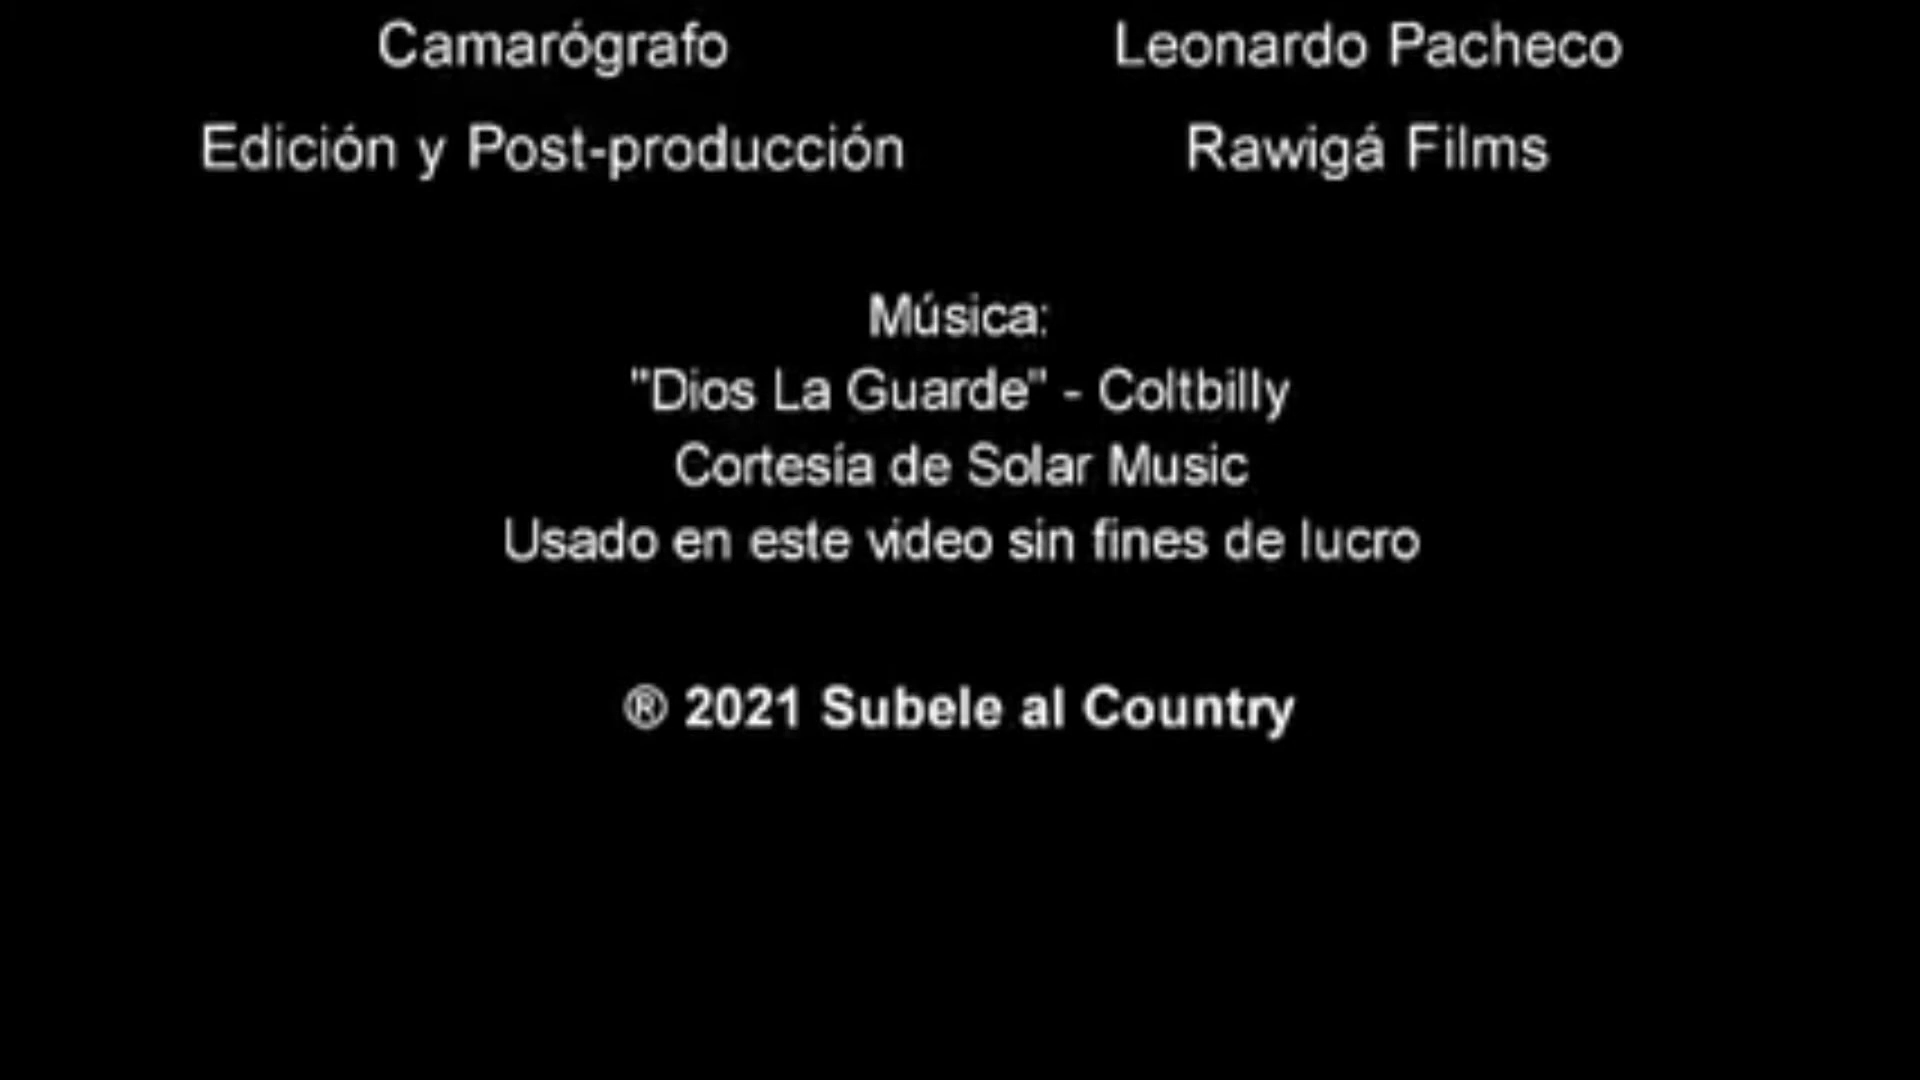 Camarógrafo Leonardo Pacheco
Edición y Post-producción Rawigá Films
Música:
"Dios La Guarde" - Coltbilly
Cortesía de Solar Music
Usado en este video sin fines de lucro
® 2021 Subele al Country